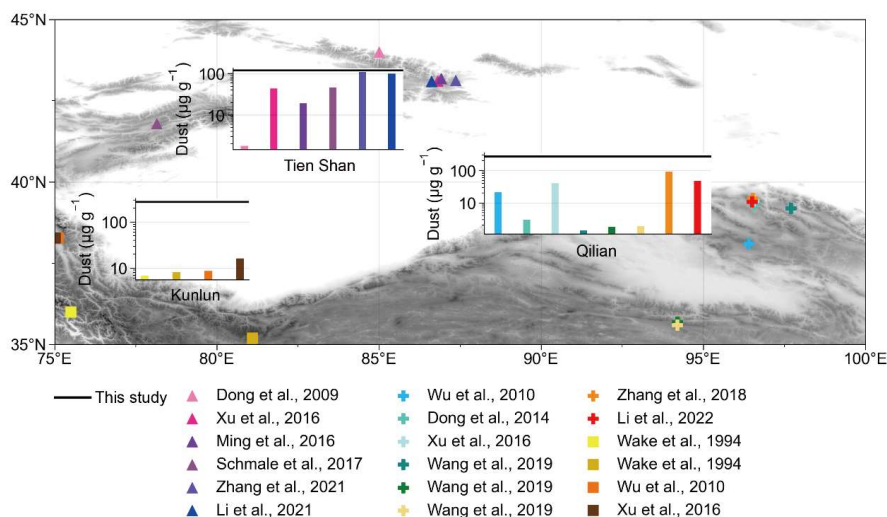 45°N
100
10
Dust (µg g⁻¹)
Tien Shan
40°N
100
10
Dust (µg g⁻¹)
Qilian
100
10
Dust (µg g⁻¹)
Kunlun
35°N
75°E 80°E 85°E 90°E 95°E 100°E
This study
Dong et al., 2009
Xu et al., 2016
Ming et al., 2016
Schmale et al., 2017
Zhang et al., 2021
Li et al., 2021
Wu et al., 2010
Dong et al., 2014
Xu et al., 2016
Wang et al., 2019
Wang et al., 2019
Wang et al., 2019
Zhang et al., 2018
Li et al., 2022
Wake et al., 1994
Wake et al., 1994
Wu et al., 2010
Xu et al., 2016